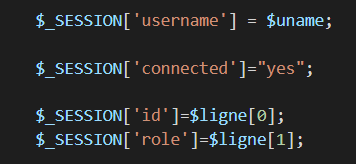 $_SESSION['username'] = $uname;
$_SESSION['connected']="yes";
$_SESSION['id']=$ligne[0];
$_SESSION['role']=$ligne[1];